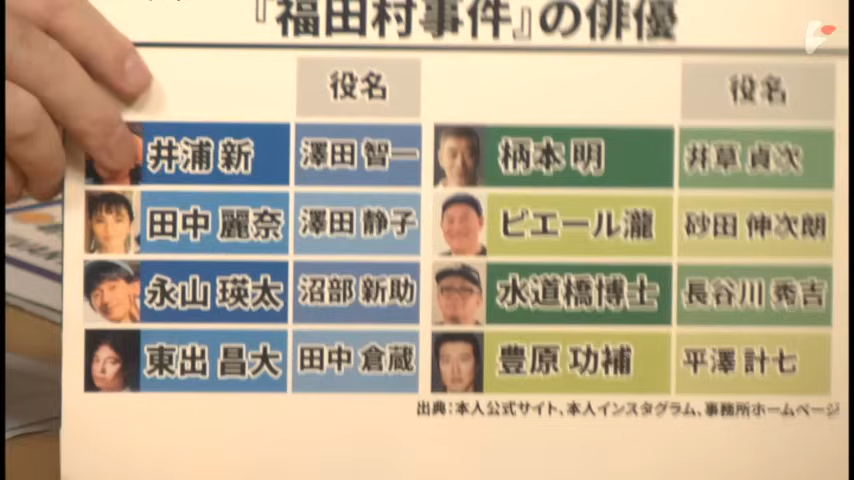 『福田村事件』の俳優
役名
役名
井浦 新 澤田 智一
柄本 明 井草 貞次
田中 麗奈 澤田 静子
ピエール瀧 砂田 伸次朗
永山 瑛太 沼部 新助
水道橋博士 長谷川 秀吉
東出 昌大 田中 倉蔵
豊原 功補 平澤 計七
出典：本人公式サイト、本人インスタグラム、事務所ホームページ